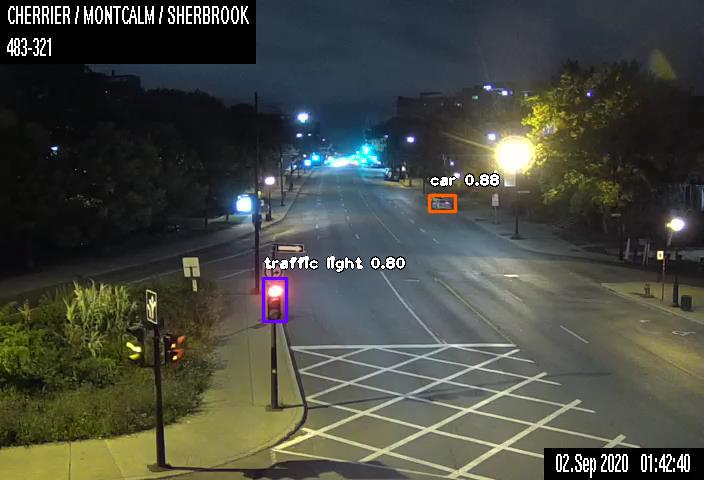 CHERRIER / MONTCALM / SHERBROOK
483-321
car 0.88
traffic light 0.80
02.Sep 2020 01:42:40